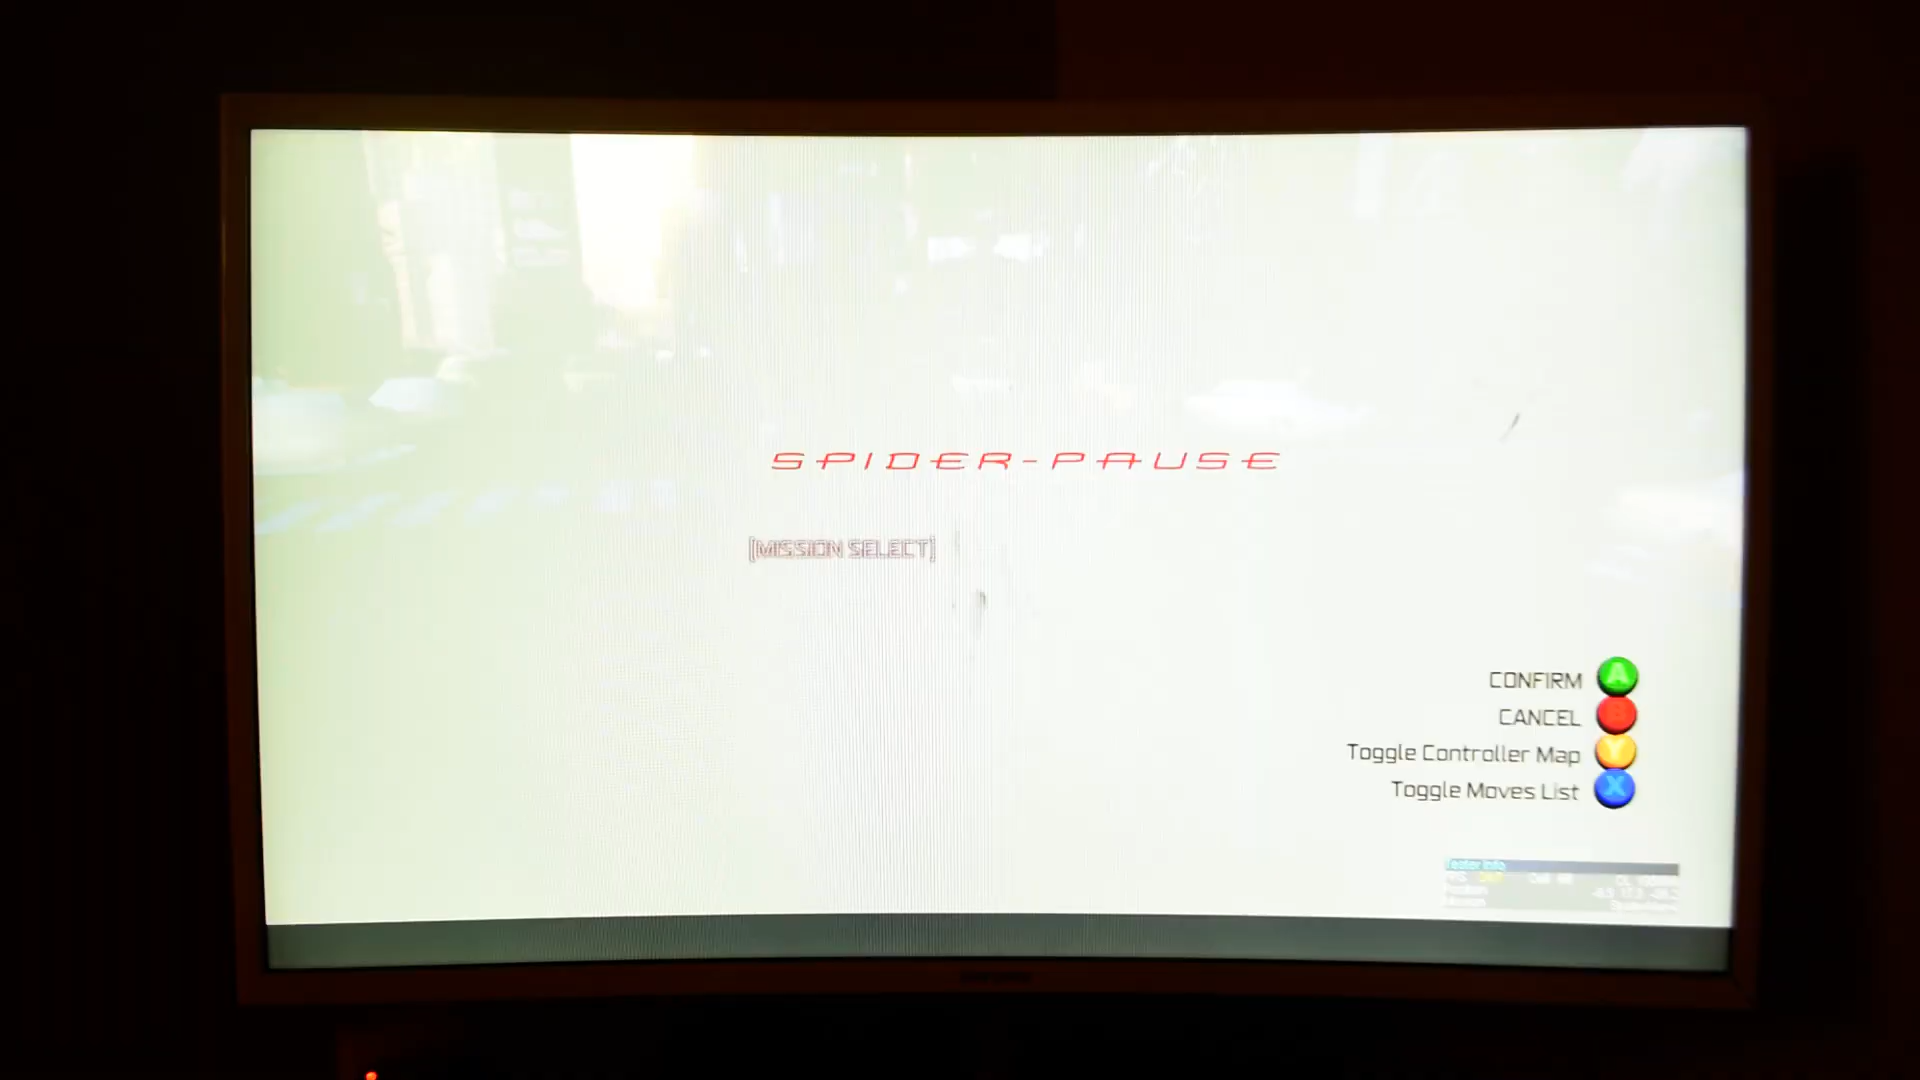 SPIDER-PAUSE
[MISSION SELECT]
CONFIRM A
CANCEL B
Toggle Controller Map Y
Toggle Moves List X